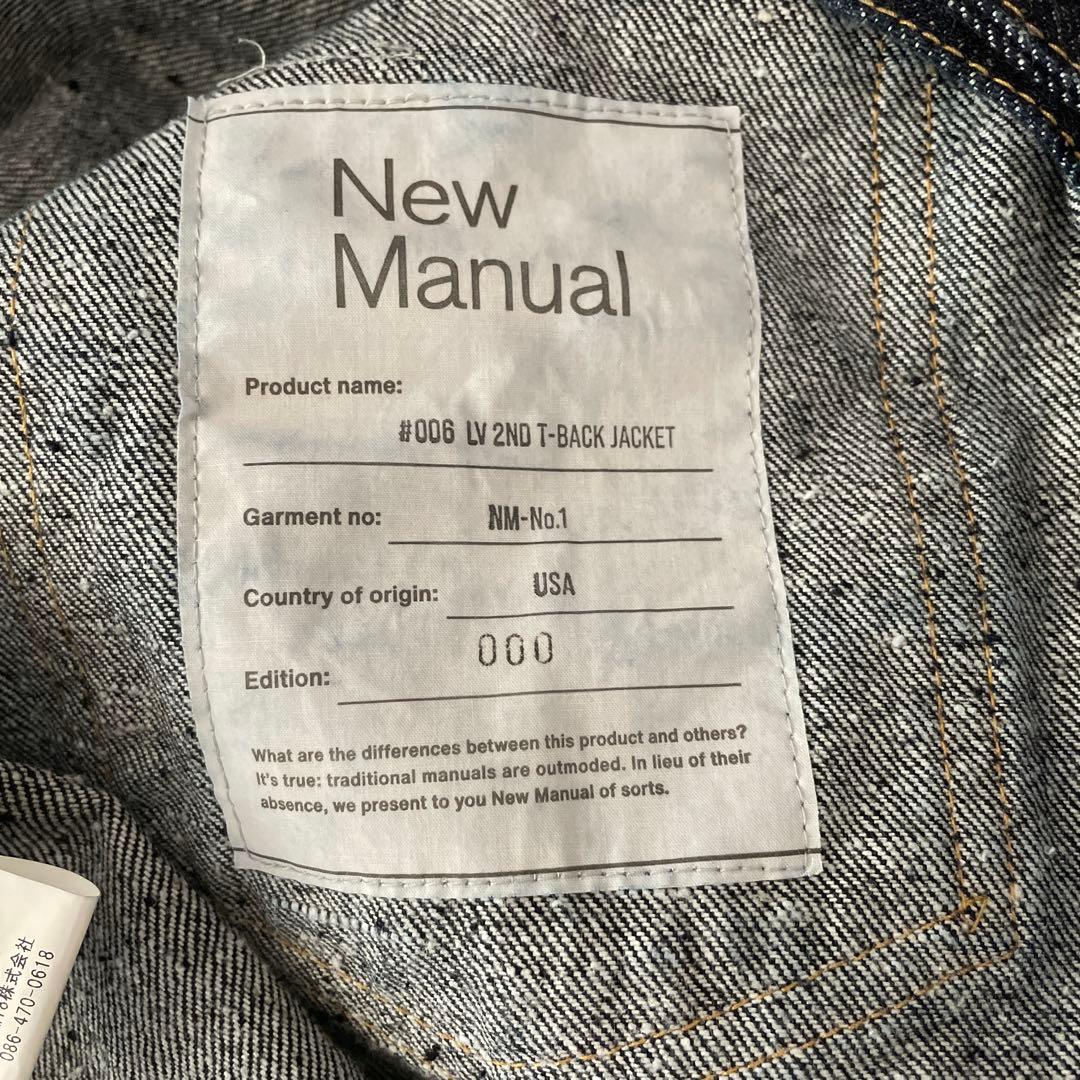 New
Manual
Product name:
#006 LV 2ND T-BACK JACKET
Garment no: NM-No.1
Country of origin: USA
Edition: 000
What are the differences between this product and others?
It's true: traditional manuals are outmoded. In lieu of their
absence, we present to you New Manual of sorts.
株式会社
086-470-0618